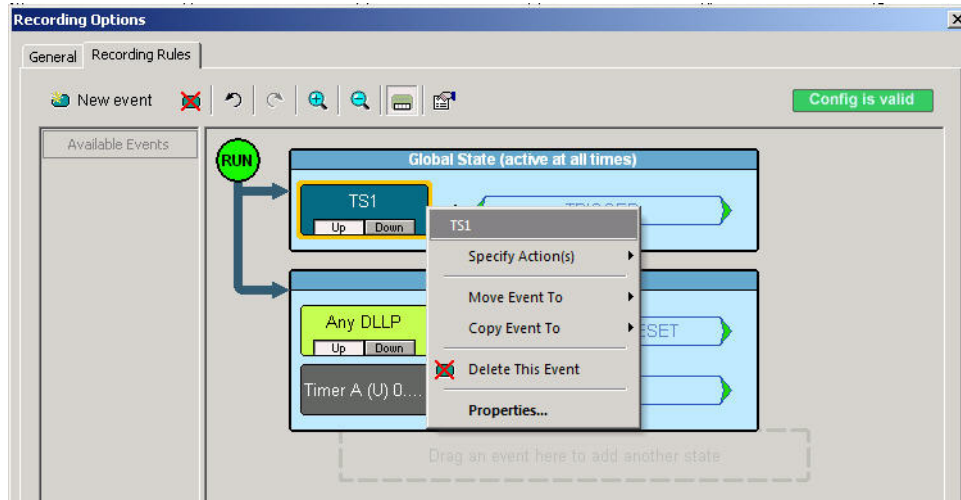 Recording Options
General Recording Rules
New event
Config is valid
Available Events
RUN
Global State (active at all times)
TS1
Up Down
TRIGGER
TS1
Specify Action(s)
Move Event To
Copy Event To
Delete This Event
Properties...
Any DLLP
Up Down
ESET
Timer A (U) 0....
Drag an event here to add another state